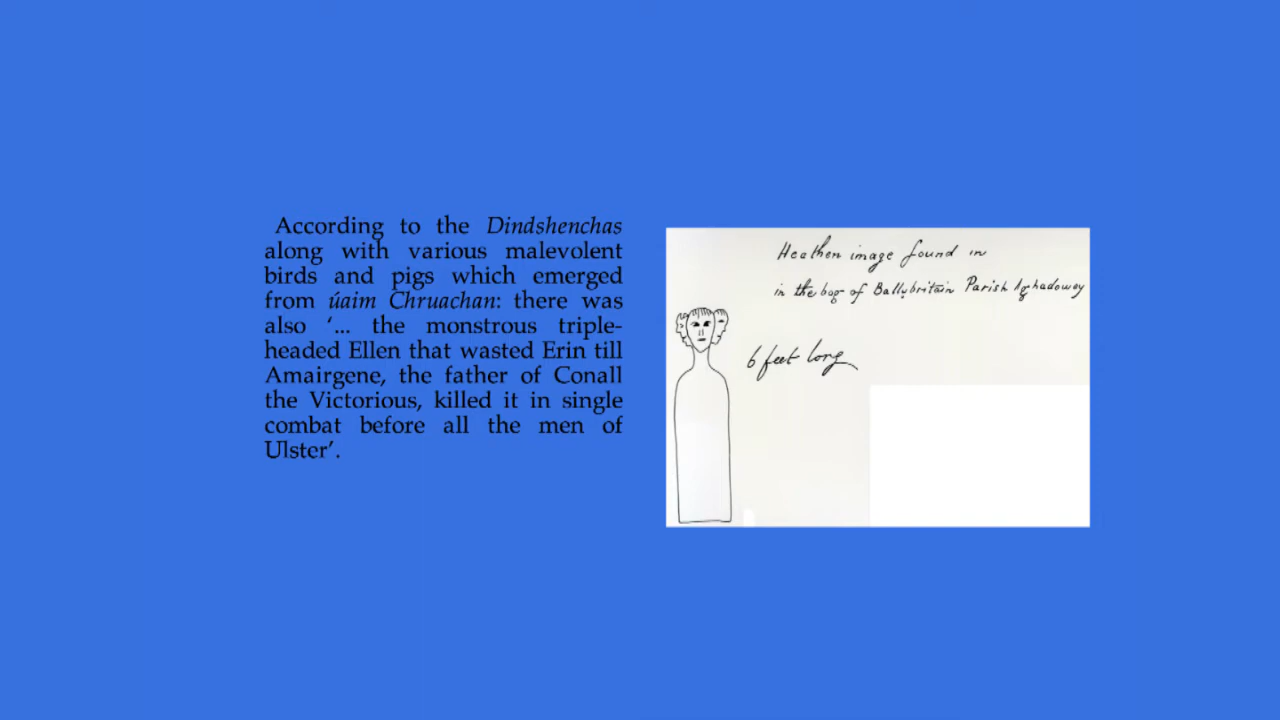 According to the Dindshenchas
along with various malevolent
birds and pigs which emerged
from úaim Chruachan: there was
also ‘... the monstrous triple-
headed Ellen that wasted Erin till
Amairgene, the father of Conall
the Victorious, killed it in single
combat before all the men of
Ulster’.
Heathen image found in
in the bog of Ballybritain Parish Aghadowey
6 feet long